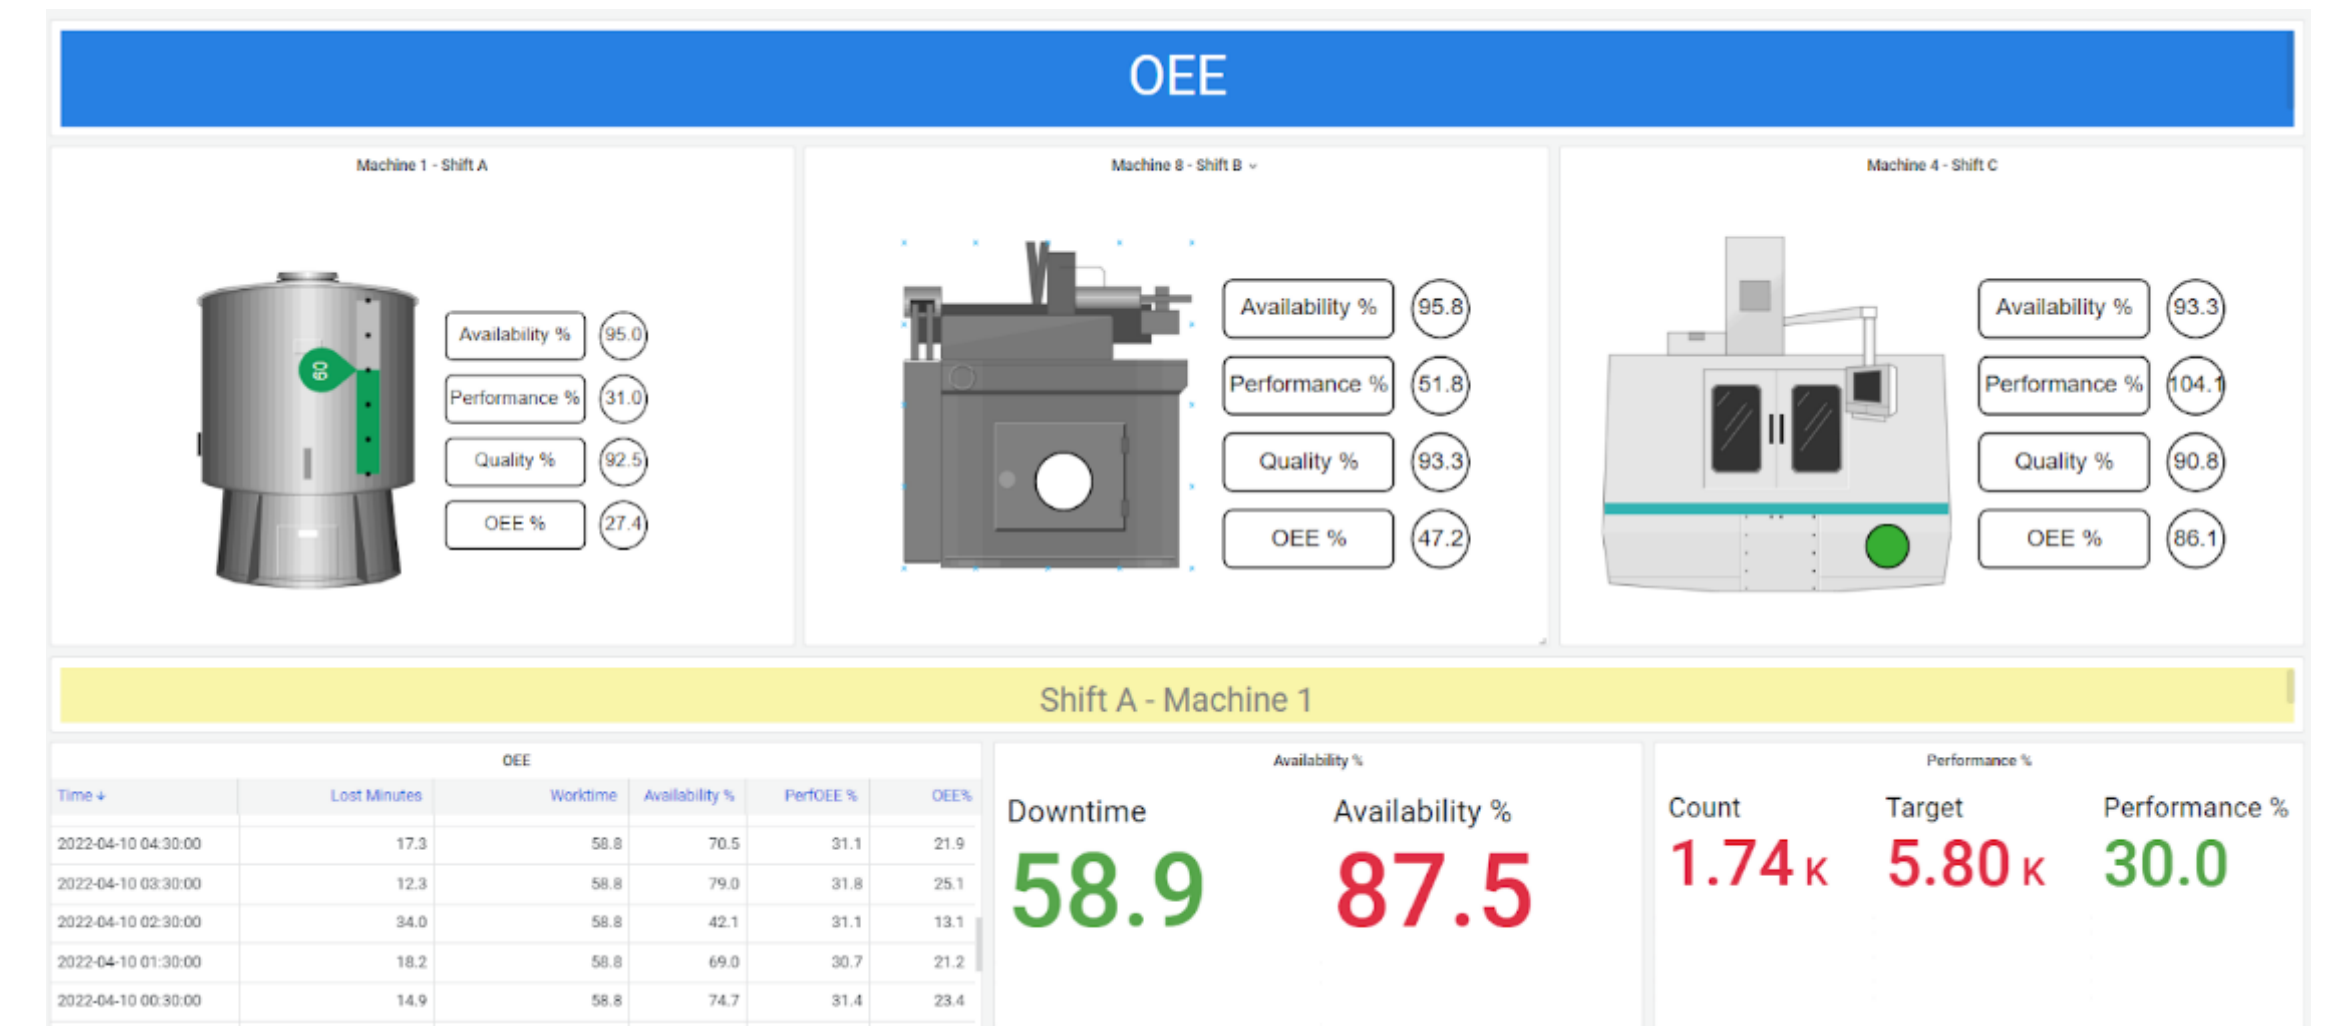 OEE
Machine 1 - Shift A
Machine 8 - Shift B
Machine 4 - Shift C
60
Availability % 95.0
Performance % 31.0
Quality % 92.5
OEE % 27.4
Availability % 95.8
Performance % 51.8
Quality % 93.3
OEE % 47.2
Availability % 93.3
Performance % 104.1
Quality % 90.8
OEE % 86.1
Shift A - Machine 1
OEE
Time Lost Minutes Worktime Availability % PerfOEE % OEE%
2022-04-10 04:30:00 17.3 58.8 70.5 31.1 21.9
2022-04-10 03:30:00 12.3 58.8 79.0 31.8 25.1
2022-04-10 02:30:00 34.0 58.8 42.1 31.1 13.1
2022-04-10 01:30:00 18.2 58.8 69.0 30.7 21.2
2022-04-10 00:30:00 14.9 58.8 74.7 31.4 23.4
Availability %
Downtime Availability %
58.9 87.5
Performance %
Count Target Performance %
1.74 K 5.80 K 30.0